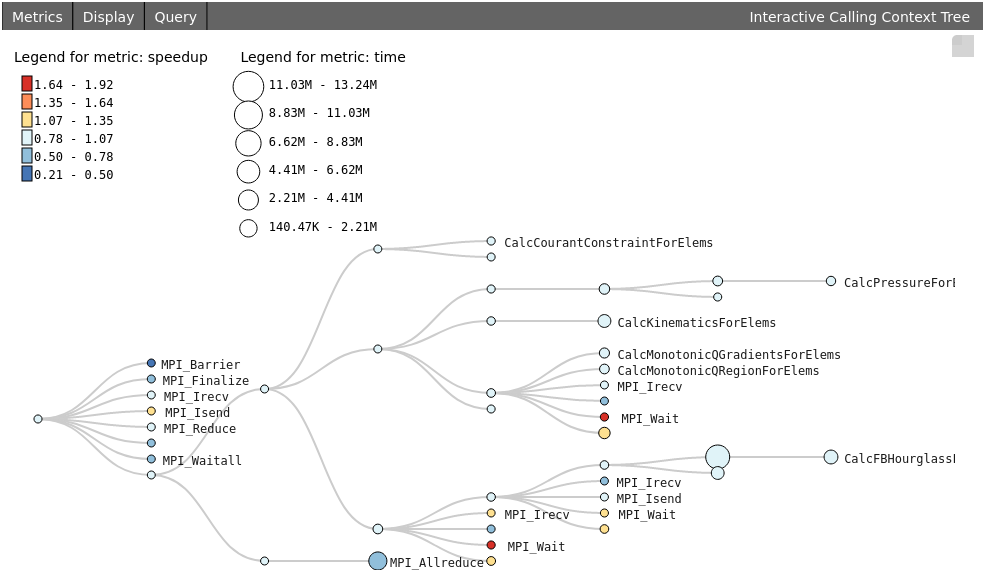 Metrics Display Query Interactive Calling Context Tree
Legend for metric: speedup
1.64 - 1.92
1.35 - 1.64
1.07 - 1.35
0.78 - 1.07
0.50 - 0.78
0.21 - 0.50
Legend for metric: time
11.03M - 13.24M
8.83M - 11.03M
6.62M - 8.83M
4.41M - 6.62M
2.21M - 4.41M
140.47K - 2.21M
CalcCourantConstraintForElems
CalcPressureForE
CalcKinematicsForElems
CalcMonotonicQGradientsForElems
CalcMonotonicQRegionForElems
MPI_Irecv
MPI_Wait
MPI_Barrier
MPI_Finalize
MPI_Irecv
MPI_Isend
MPI_Reduce
MPI_Waitall
CalcFBHourglassF
MPI_Irecv
MPI_Isend
MPI_Wait
MPI_Irecv
MPI_Wait
MPI_Allreduce